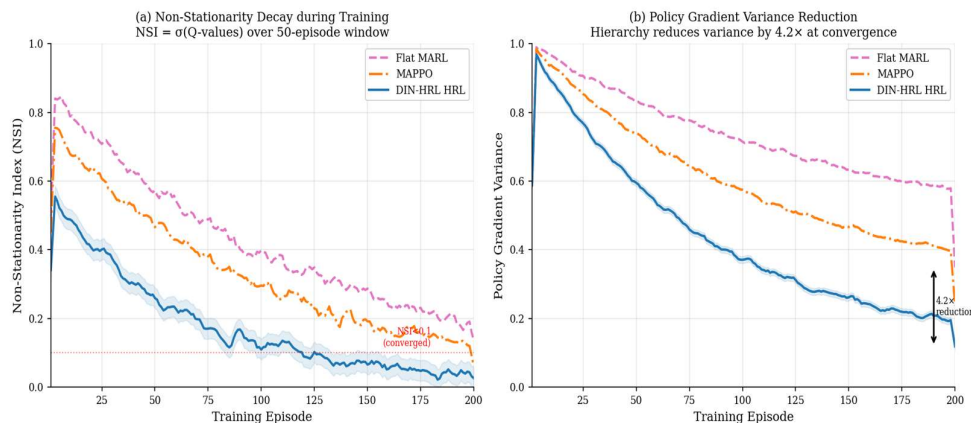 (a) Non-Stationarity Decay during Training
NSI = σ(Q-values) over 50-episode window
Non-Stationarity Index (NSI)
1.0
0.8
0.6
0.4
0.2
0.0
Flat MARL
MAPPO
DIN-HRL HRL
NSI<0.1
(converged)
25 50 75 100 125 150 175 200
Training Episode
(b) Policy Gradient Variance Reduction
Hierarchy reduces variance by 4.2× at convergence
Policy Gradient Variance
1.0
0.8
0.6
0.4
0.2
0.0
Flat MARL
MAPPO
DIN-HRL HRL
4.2×
reduction
25 50 75 100 125 150 175 200
Training Episode